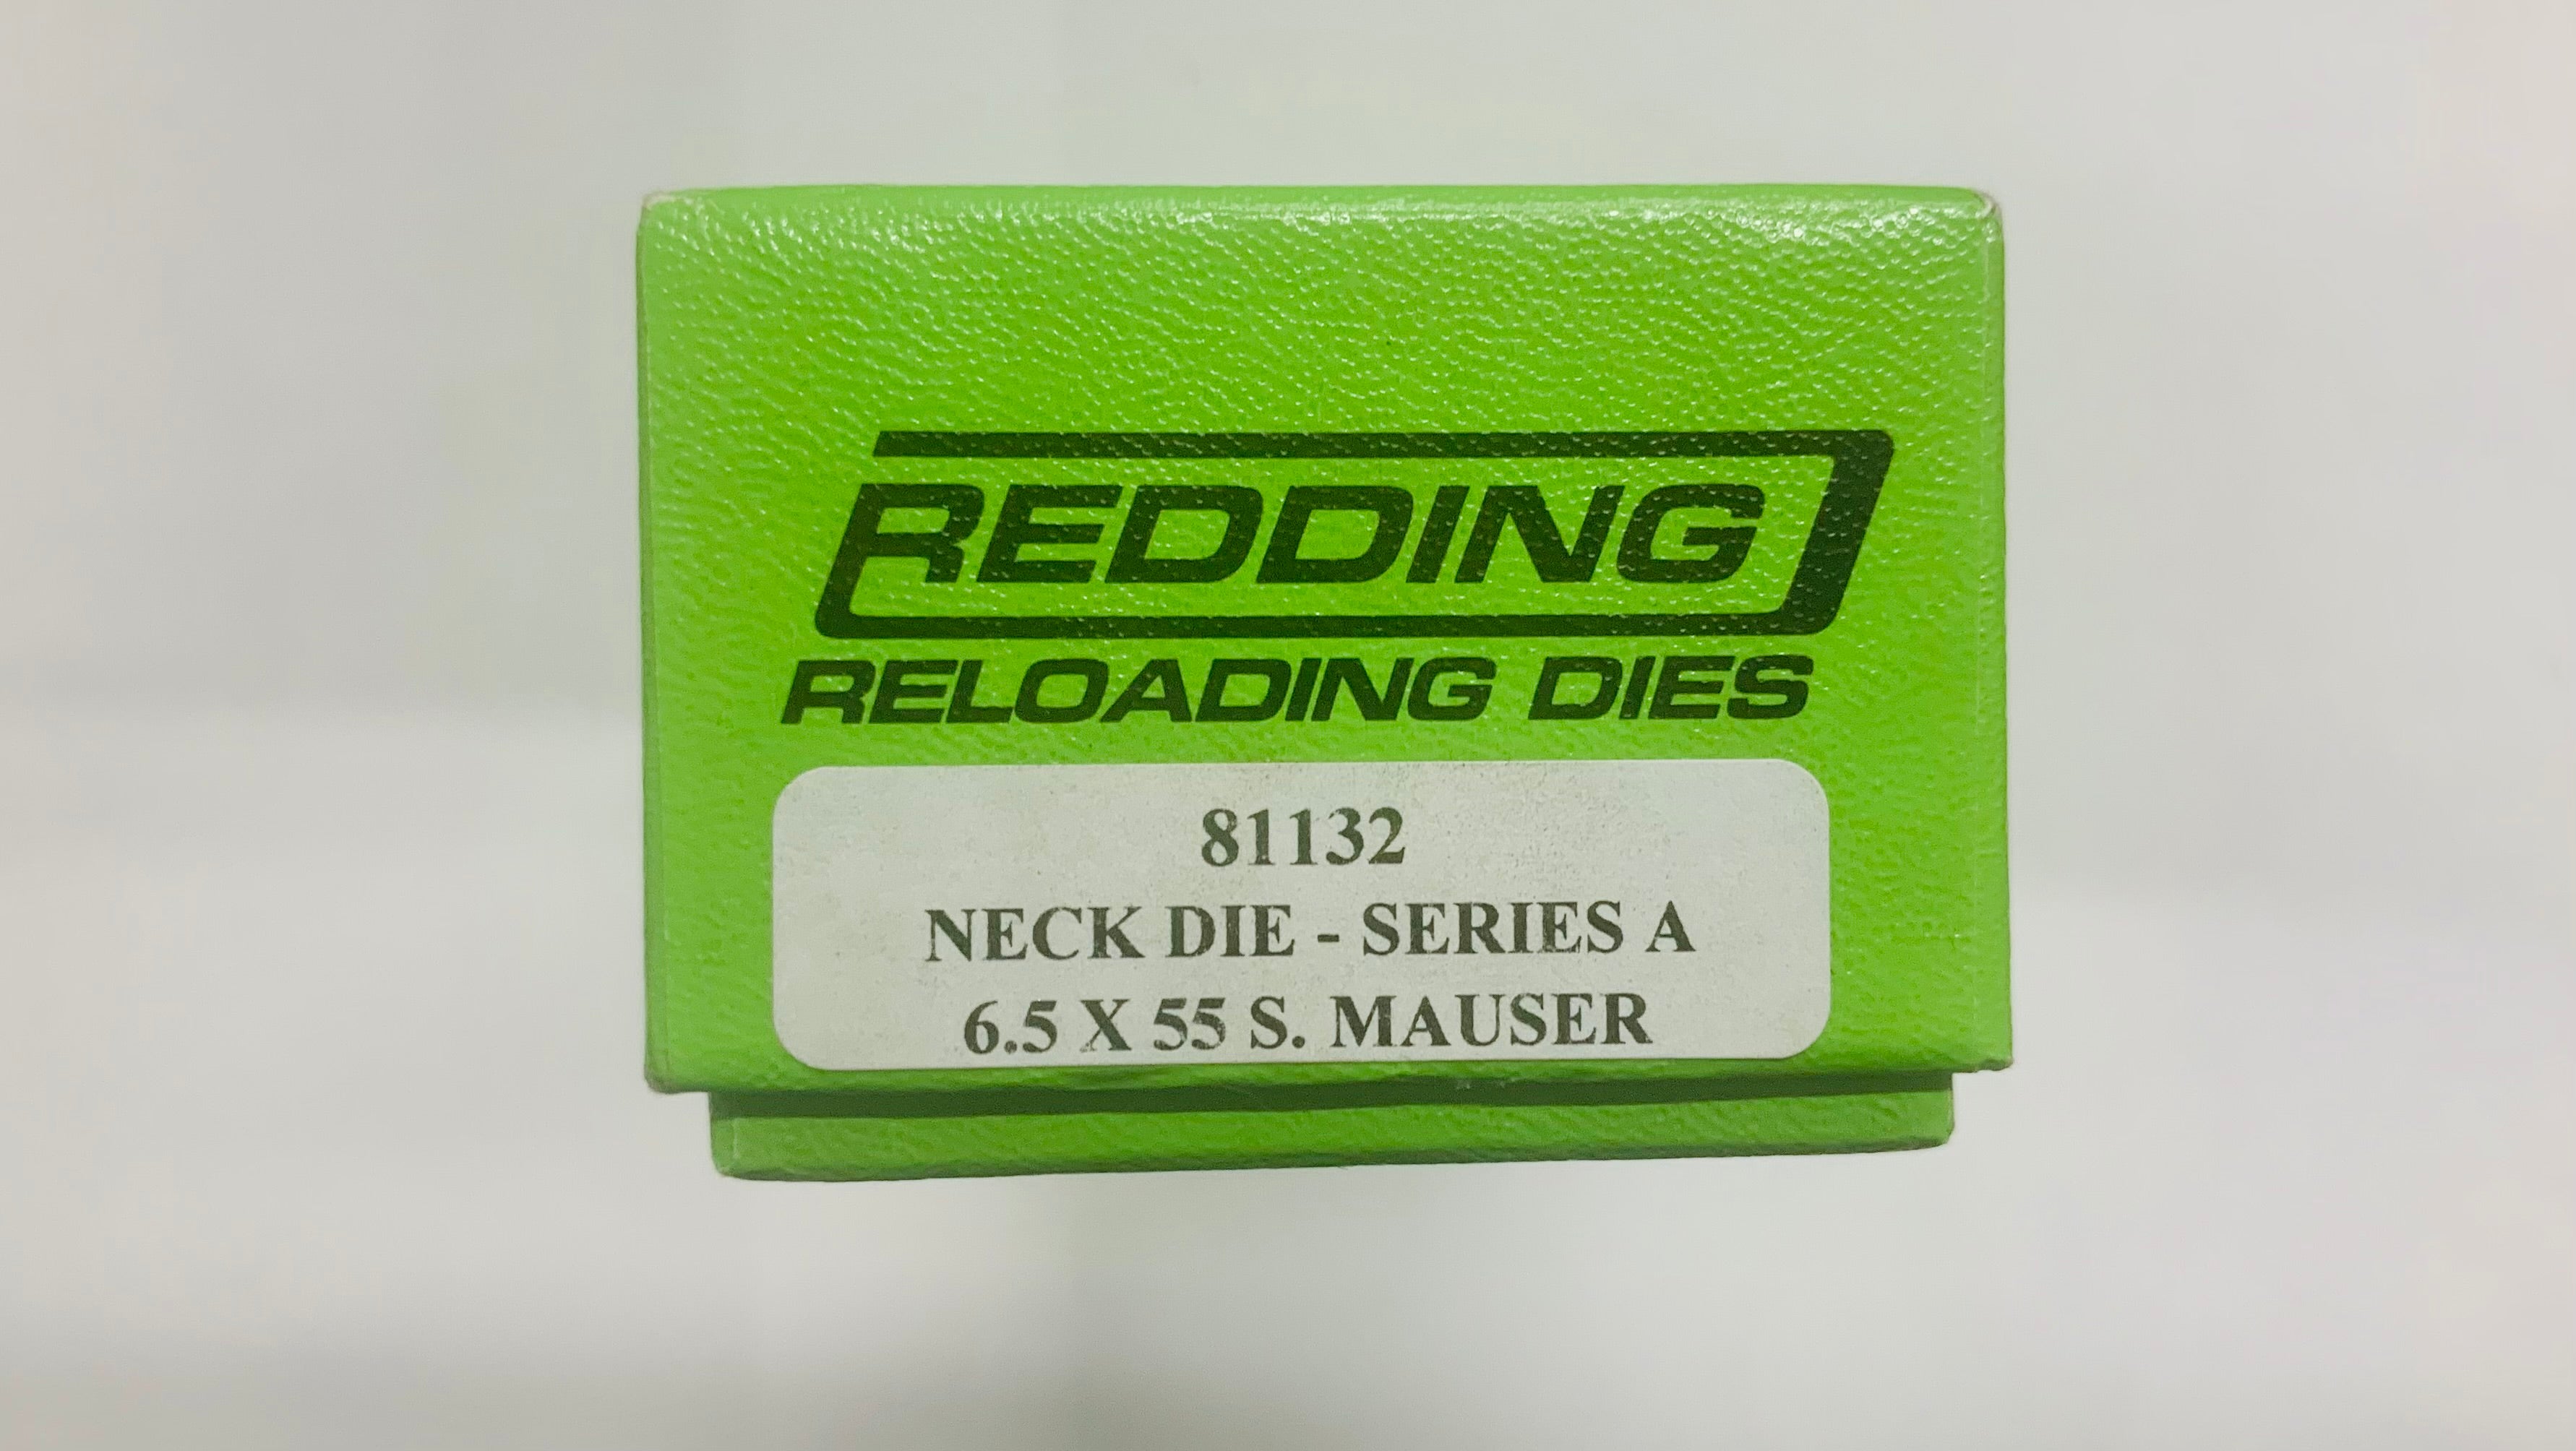 REDDING
RELOADING DIES
81132
NECK DIE - SERIES A
6.5 X 55 S. MAUSER